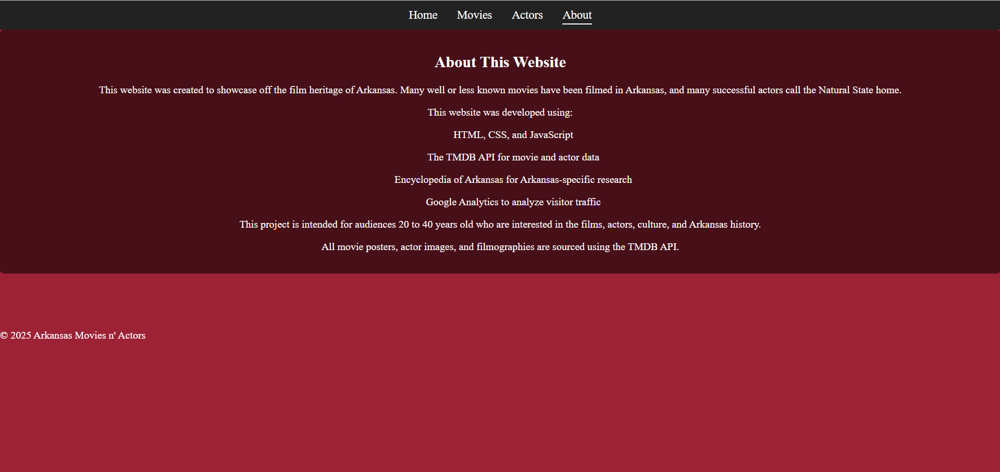 Home Movies Actors About
About This Website
This website was created to showcase off the film heritage of Arkansas. Many well or less known movies have been filmed in Arkansas, and many successful actors call the Natural State home.
This website was developed using:
HTML, CSS, and JavaScript
The TMDB API for movie and actor data
Encyclopedia of Arkansas for Arkansas-specific research
Google Analytics to analyze visitor traffic
This project is intended for audiences 20 to 40 years old who are interested in the films, actors, culture, and Arkansas history.
All movie posters, actor images, and filmographies are sourced using the TMDB API.
© 2025 Arkansas Movies n' Actors